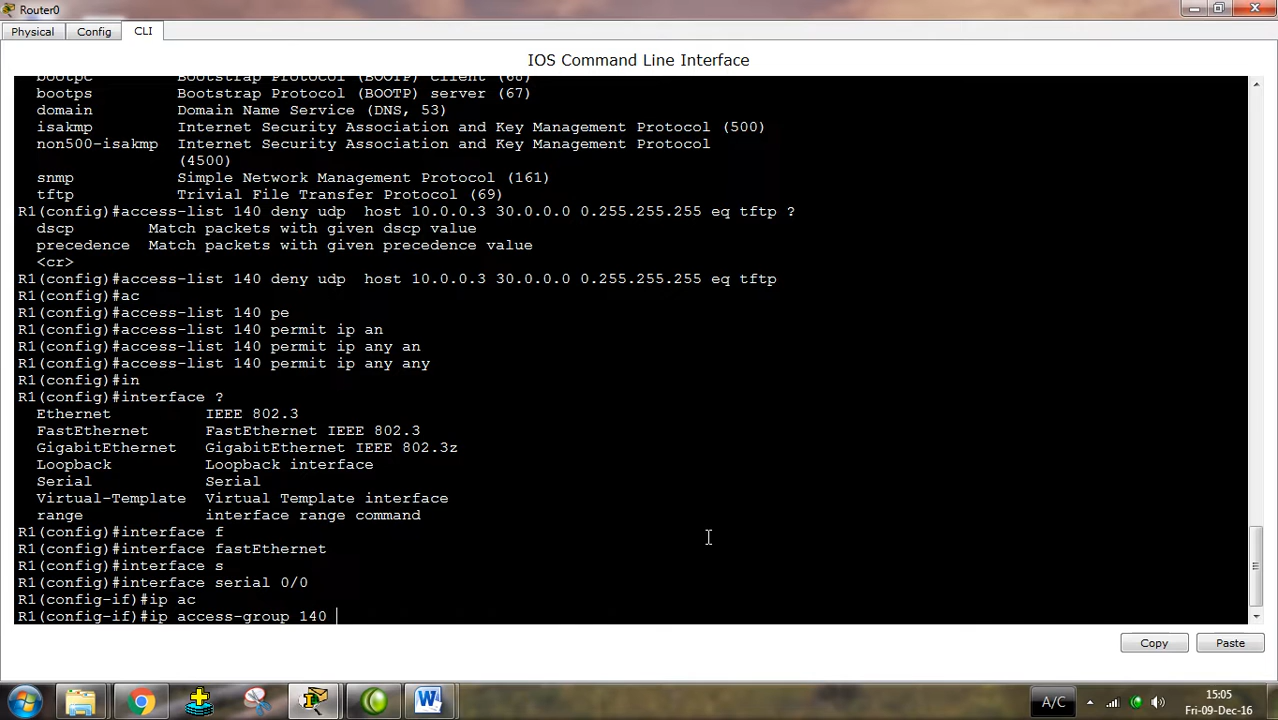 Router0
Physical Config CLI
IOS Command Line Interface
bootpc Bootstrap Protocol (BOOTP) client (68)
bootps Bootstrap Protocol (BOOTP) server (67)
domain Domain Name Service (DNS, 53)
isakmp Internet Security Association and Key Management Protocol (500)
non500-isakmp Internet Security Association and Key Management Protocol
(4500)
snmp Simple Network Management Protocol (161)
tftp Trivial File Transfer Protocol (69)
R1(config)#access-list 140 deny udp  host 10.0.0.3 30.0.0.0 0.255.255.255 eq tftp ?
dscp Match packets with given dscp value
precedence Match packets with given precedence value
<cr>
R1(config)#access-list 140 deny udp  host 10.0.0.3 30.0.0.0 0.255.255.255 eq tftp
R1(config)#ac
R1(config)#access-list 140 pe
R1(config)#access-list 140 permit ip an
R1(config)#access-list 140 permit ip any an
R1(config)#access-list 140 permit ip any any
R1(config)#in
R1(config)#interface ?
Ethernet IEEE 802.3
FastEthernet FastEthernet IEEE 802.3
GigabitEthernet GigabitEthernet IEEE 802.3z
Loopback Loopback interface
Serial Serial
Virtual-Template Virtual Template interface
range interface range command
R1(config)#interface f
R1(config)#interface fastEthernet
R1(config)#interface s
R1(config)#interface serial 0/0
R1(config-if)#ip ac
R1(config-if)#ip access-group 140
Copy Paste
A/C
15:05
Fri-09-Dec-16